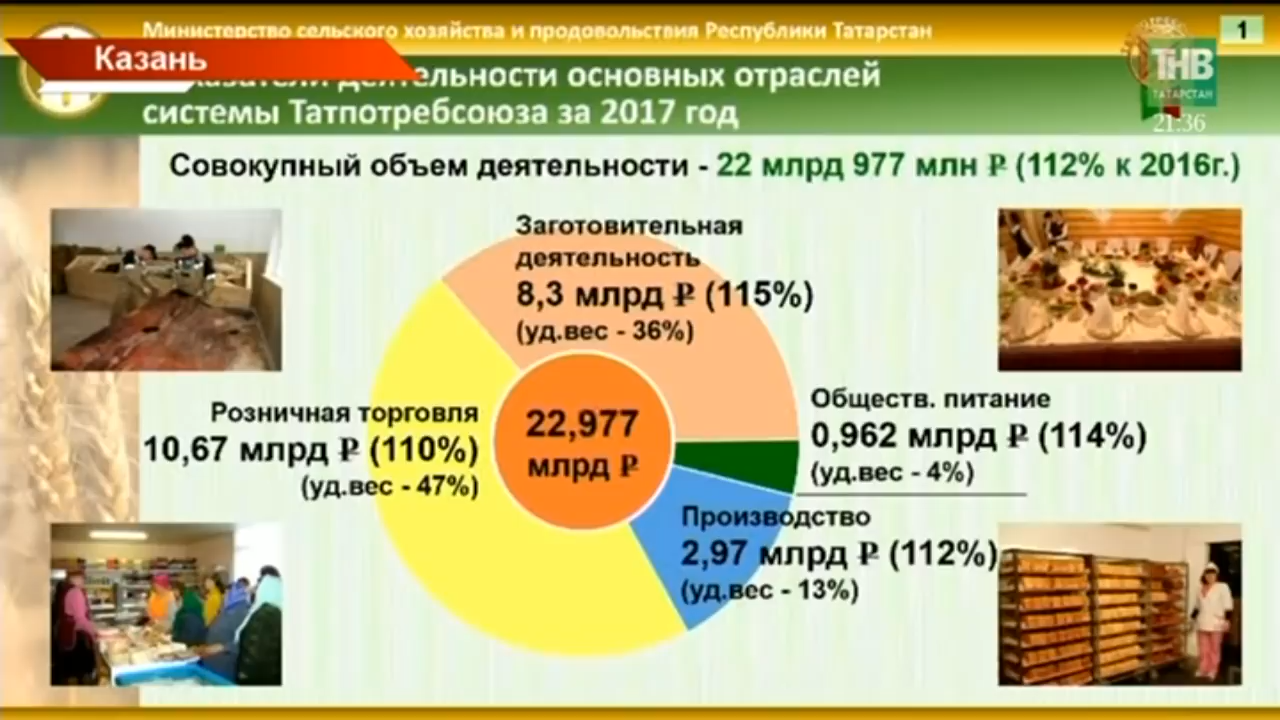 Министерство сельского хозяйства и продовольствия Республики Татарстан
1
Казань
ТНВ
ТАТАРСТАН
21:36
деятельности основных отраслей
системы Татпотребсоюза за 2017 год
Совокупный объем деятельности - 22 млрд 977 млн ₽ (112% к 2016г.)
Заготовительная
деятельность
8,3 млрд ₽ (115%)
(уд.вес - 36%)
Розничная торговля
10,67 млрд ₽ (110%)
(уд.вес - 47%)
22,977
млрд ₽
Обществ. питание
0,962 млрд ₽ (114%)
(уд.вес - 4%)
Производство
2,97 млрд ₽ (112%)
(уд.вес - 13%)